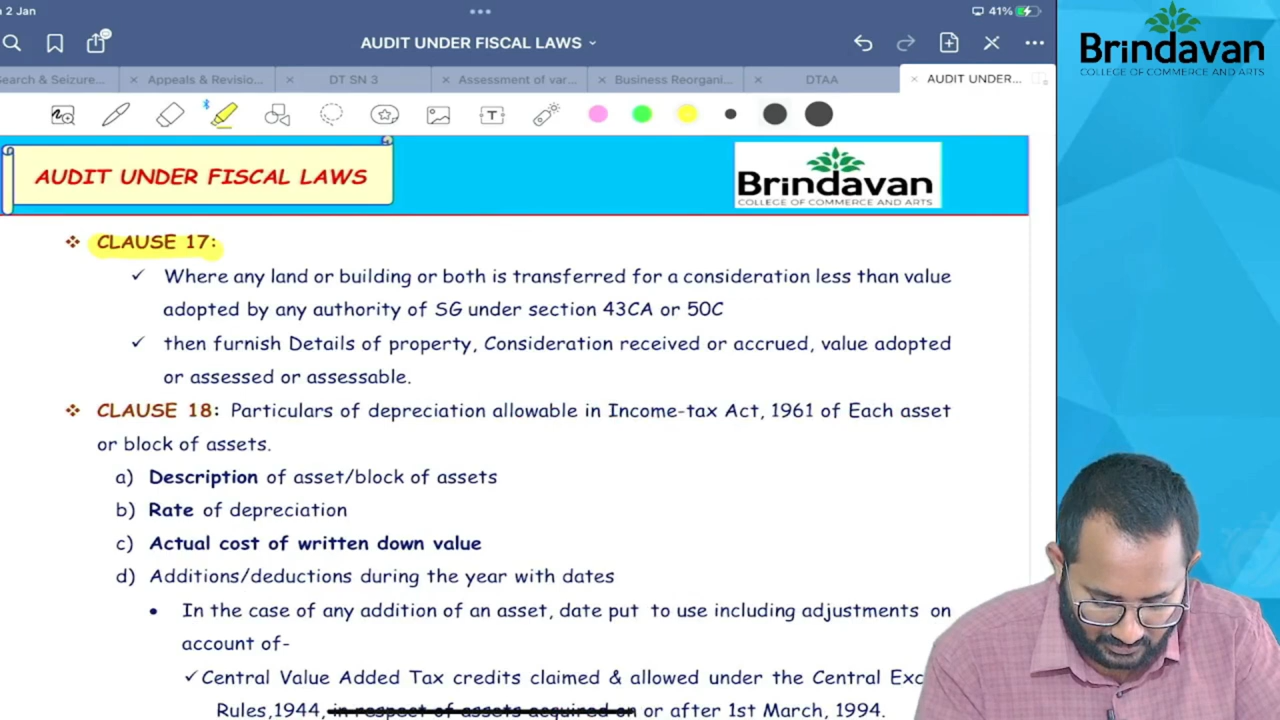 2 Jan
41%
AUDIT UNDER FISCAL LAWS
Brindavan
COLLEGE OF COMMERCE AND ARTS
earch & Seizure...
Appeals & Revisio...
DT SN 3
Assessment of var...
Business Reorgani...
DTAA
AUDIT UNDER...
AUDIT UNDER FISCAL LAWS
Brindavan
COLLEGE OF COMMERCE AND ARTS
❖ CLAUSE 17:
✓ Where any land or building or both is transferred for a consideration less than value
adopted by any authority of SG under section 43CA or 50C
✓ then furnish Details of property, Consideration received or accrued, value adopted
or assessed or assessable.
❖ CLAUSE 18: Particulars of depreciation allowable in Income-tax Act, 1961 of Each asset
or block of assets.
a) Description of asset/block of assets
b) Rate of depreciation
c) Actual cost of written down value
d) Additions/deductions during the year with dates
• In the case of any addition of an asset, date put to use including adjustments on
account of-
✓ Central Value Added Tax credits claimed & allowed under the Central Exc
Rules,1944, in respect of assets acquired on or after 1st March, 1994.